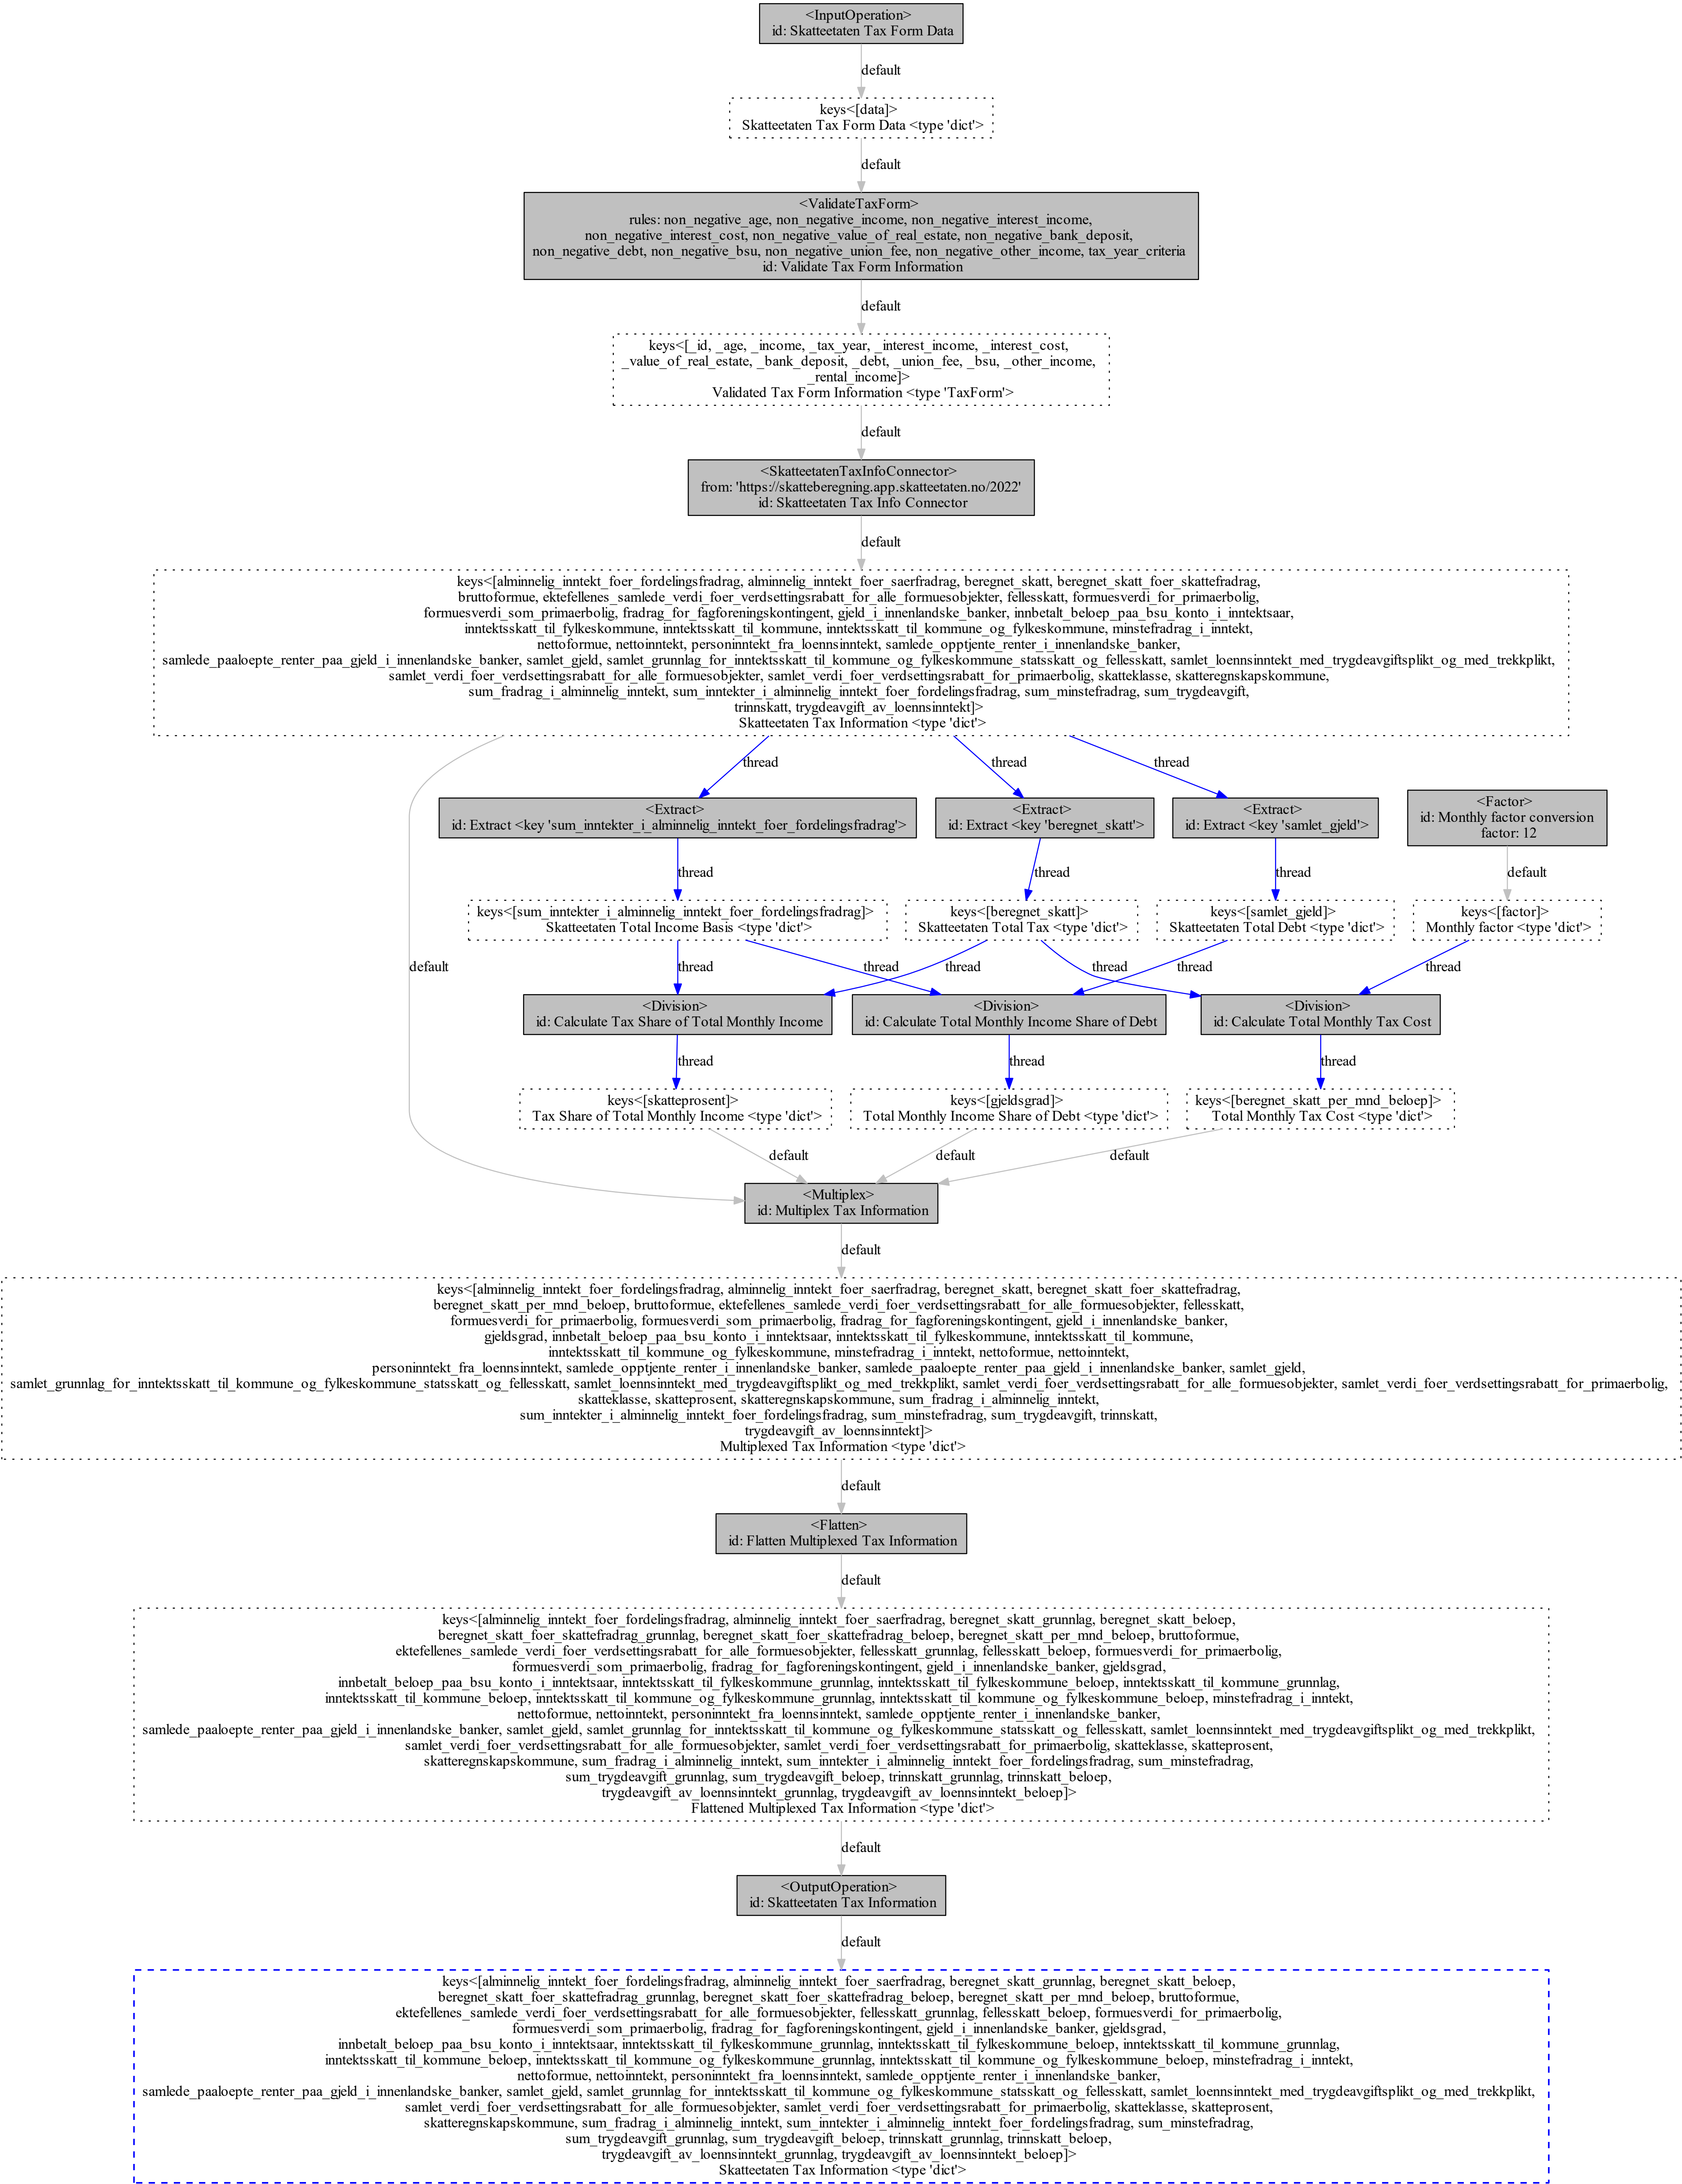 <InputOperation>
id: Skatteetaten Tax Form Data
default
keys<[data]>
Skatteetaten Tax Form Data <type 'dict'>
default
<ValidateTaxForm>
rules: non_negative_age, non_negative_income, non_negative_interest_income,
non_negative_interest_cost, non_negative_value_of_real_estate, non_negative_bank_deposit,
non_negative_debt, non_negative_bsu, non_negative_union_fee, non_negative_other_income, tax_year_criteria
id: Validate Tax Form Information
default
keys<[_id, _age, _income, _tax_year, _interest_income, _interest_cost,
_value_of_real_estate, _bank_deposit, _debt, _union_fee, _bsu, _other_income,
_rental_income]>
Validated Tax Form Information <type 'TaxForm'>
default
<SkatteetatenTaxInfoConnector>
from: 'https://skatteberegning.app.skatteetaten.no/2022'
id: Skatteetaten Tax Info Connector
default
keys<[alminnelig_inntekt_foer_fordelingsfradrag, alminnelig_inntekt_foer_saerfradrag, beregnet_skatt, beregnet_skatt_foer_skattefradrag,
bruttoformue, ektefellenes_samlede_verdi_foer_verdsettingsrabatt_for_alle_formuesobjekter, fellesskatt, formuesverdi_for_primaerbolig,
formuesverdi_som_primaerbolig, fradrag_for_fagforeningskontingent, gjeld_i_innenlandske_banker, innbetalt_beloep_paa_bsu_konto_i_inntektsaar,
inntektsskatt_til_fylkeskommune, inntektsskatt_til_kommune, inntektsskatt_til_kommune_og_fylkeskommune, minstefradrag_i_inntekt,
nettoformue, nettoinntekt, personinntekt_fra_loennsinntekt, samlede_opptjente_renter_i_innenlandske_banker,
samlede_paaloepte_renter_paa_gjeld_i_innenlandske_banker, samlet_gjeld, samlet_grunnlag_for_inntektsskatt_til_kommune_og_fylkeskommune_statsskatt_og_fellesskatt, samlet_loennsinntekt_med_trygdeavgiftsplikt_og_med_trekkplikt,
samlet_verdi_foer_verdsettingsrabatt_for_alle_formuesobjekter, samlet_verdi_foer_verdsettingsrabatt_for_primaerbolig, skatteklasse, skatteregnskapskommune,
sum_fradrag_i_alminnelig_inntekt, sum_inntekter_i_alminnelig_inntekt_foer_fordelingsfradrag, sum_minstefradrag, sum_trygdeavgift,
trinnskatt, trygdeavgift_av_loennsinntekt]>
Skatteetaten Tax Information <type 'dict'>
thread
thread
thread
<Extract>
id: Extract <key 'sum_inntekter_i_alminnelig_inntekt_foer_fordelingsfradrag'>
<Extract>
id: Extract <key 'beregnet_skatt'>
<Extract>
id: Extract <key 'samlet_gjeld'>
<Factor>
id: Monthly factor conversion
factor: 12
thread
thread
thread
default
keys<[sum_inntekter_i_alminnelig_inntekt_foer_fordelingsfradrag]>
Skatteetaten Total Income Basis <type 'dict'>
keys<[beregnet_skatt]>
Skatteetaten Total Tax <type 'dict'>
keys<[samlet_gjeld]>
Skatteetaten Total Debt <type 'dict'>
keys<[factor]>
Monthly factor <type 'dict'>
default
thread
thread
thread
thread
thread
thread
<Division>
id: Calculate Tax Share of Total Monthly Income
<Division>
id: Calculate Total Monthly Income Share of Debt
<Division>
id: Calculate Total Monthly Tax Cost
thread
thread
thread
keys<[skatteprosent]>
Tax Share of Total Monthly Income <type 'dict'>
keys<[gjeldsgrad]>
Total Monthly Income Share of Debt <type 'dict'>
keys<[beregnet_skatt_per_mnd_beloep]>
Total Monthly Tax Cost <type 'dict'>
default
default
default
<Multiplex>
id: Multiplex Tax Information
default
keys<[alminnelig_inntekt_foer_fordelingsfradrag, alminnelig_inntekt_foer_saerfradrag, beregnet_skatt, beregnet_skatt_foer_skattefradrag,
beregnet_skatt_per_mnd_beloep, bruttoformue, ektefellenes_samlede_verdi_foer_verdsettingsrabatt_for_alle_formuesobjekter, fellesskatt,
formuesverdi_for_primaerbolig, formuesverdi_som_primaerbolig, fradrag_for_fagforeningskontingent, gjeld_i_innenlandske_banker,
gjeldsgrad, innbetalt_beloep_paa_bsu_konto_i_inntektsaar, inntektsskatt_til_fylkeskommune, inntektsskatt_til_kommune,
inntektsskatt_til_kommune_og_fylkeskommune, minstefradrag_i_inntekt, nettoformue, nettoinntekt,
personinntekt_fra_loennsinntekt, samlede_opptjente_renter_i_innenlandske_banker, samlede_paaloepte_renter_paa_gjeld_i_innenlandske_banker, samlet_gjeld,
samlet_grunnlag_for_inntektsskatt_til_kommune_og_fylkeskommune_statsskatt_og_fellesskatt, samlet_loennsinntekt_med_trygdeavgiftsplikt_og_med_trekkplikt, samlet_verdi_foer_verdsettingsrabatt_for_alle_formuesobjekter, samlet_verdi_foer_verdsettingsrabatt_for_primaerbolig,
skatteklasse, skatteprosent, skatteregnskapskommune, sum_fradrag_i_alminnelig_inntekt,
sum_inntekter_i_alminnelig_inntekt_foer_fordelingsfradrag, sum_minstefradrag, sum_trygdeavgift, trinnskatt,
trygdeavgift_av_loennsinntekt]>
Multiplexed Tax Information <type 'dict'>
default
<Flatten>
id: Flatten Multiplexed Tax Information
default
keys<[alminnelig_inntekt_foer_fordelingsfradrag, alminnelig_inntekt_foer_saerfradrag, beregnet_skatt_grunnlag, beregnet_skatt_beloep,
beregnet_skatt_foer_skattefradrag_grunnlag, beregnet_skatt_foer_skattefradrag_beloep, beregnet_skatt_per_mnd_beloep, bruttoformue,
ektefellenes_samlede_verdi_foer_verdsettingsrabatt_for_alle_formuesobjekter, fellesskatt_grunnlag, fellesskatt_beloep, formuesverdi_for_primaerbolig,
formuesverdi_som_primaerbolig, fradrag_for_fagforeningskontingent, gjeld_i_innenlandske_banker, gjeldsgrad,
innbetalt_beloep_paa_bsu_konto_i_inntektsaar, inntektsskatt_til_fylkeskommune_grunnlag, inntektsskatt_til_fylkeskommune_beloep, inntektsskatt_til_kommune_grunnlag,
inntektsskatt_til_kommune_beloep, inntektsskatt_til_kommune_og_fylkeskommune_grunnlag, inntektsskatt_til_kommune_og_fylkeskommune_beloep, minstefradrag_i_inntekt,
nettoformue, nettoinntekt, personinntekt_fra_loennsinntekt, samlede_opptjente_renter_i_innenlandske_banker,
samlede_paaloepte_renter_paa_gjeld_i_innenlandske_banker, samlet_gjeld, samlet_grunnlag_for_inntektsskatt_til_kommune_og_fylkeskommune_statsskatt_og_fellesskatt, samlet_loennsinntekt_med_trygdeavgiftsplikt_og_med_trekkplikt,
samlet_verdi_foer_verdsettingsrabatt_for_alle_formuesobjekter, samlet_verdi_foer_verdsettingsrabatt_for_primaerbolig, skatteklasse, skatteprosent,
skatteregnskapskommune, sum_fradrag_i_alminnelig_inntekt, sum_inntekter_i_alminnelig_inntekt_foer_fordelingsfradrag, sum_minstefradrag,
sum_trygdeavgift_grunnlag, sum_trygdeavgift_beloep, trinnskatt_grunnlag, trinnskatt_beloep,
trygdeavgift_av_loennsinntekt_grunnlag, trygdeavgift_av_loennsinntekt_beloep]>
Flattened Multiplexed Tax Information <type 'dict'>
default
<OutputOperation>
id: Skatteetaten Tax Information
default
keys<[alminnelig_inntekt_foer_fordelingsfradrag, alminnelig_inntekt_foer_saerfradrag, beregnet_skatt_grunnlag, beregnet_skatt_beloep,
beregnet_skatt_foer_skattefradrag_grunnlag, beregnet_skatt_foer_skattefradrag_beloep, beregnet_skatt_per_mnd_beloep, bruttoformue,
ektefellenes_samlede_verdi_foer_verdsettingsrabatt_for_alle_formuesobjekter, fellesskatt_grunnlag, fellesskatt_beloep, formuesverdi_for_primaerbolig,
formuesverdi_som_primaerbolig, fradrag_for_fagforeningskontingent, gjeld_i_innenlandske_banker, gjeldsgrad,
innbetalt_beloep_paa_bsu_konto_i_inntektsaar, inntektsskatt_til_fylkeskommune_grunnlag, inntektsskatt_til_fylkeskommune_beloep, inntektsskatt_til_kommune_grunnlag,
inntektsskatt_til_kommune_beloep, inntektsskatt_til_kommune_og_fylkeskommune_grunnlag, inntektsskatt_til_kommune_og_fylkeskommune_beloep, minstefradrag_i_inntekt,
nettoformue, nettoinntekt, personinntekt_fra_loennsinntekt, samlede_opptjente_renter_i_innenlandske_banker,
samlede_paaloepte_renter_paa_gjeld_i_innenlandske_banker, samlet_gjeld, samlet_grunnlag_for_inntektsskatt_til_kommune_og_fylkeskommune_statsskatt_og_fellesskatt, samlet_loennsinntekt_med_trygdeavgiftsplikt_og_med_trekkplikt,
samlet_verdi_foer_verdsettingsrabatt_for_alle_formuesobjekter, samlet_verdi_foer_verdsettingsrabatt_for_primaerbolig, skatteklasse, skatteprosent,
skatteregnskapskommune, sum_fradrag_i_alminnelig_inntekt, sum_inntekter_i_alminnelig_inntekt_foer_fordelingsfradrag, sum_minstefradrag,
sum_trygdeavgift_grunnlag, sum_trygdeavgift_beloep, trinnskatt_grunnlag, trinnskatt_beloep,
trygdeavgift_av_loennsinntekt_grunnlag, trygdeavgift_av_loennsinntekt_beloep]>
Skatteetaten Tax Information <type 'dict'>